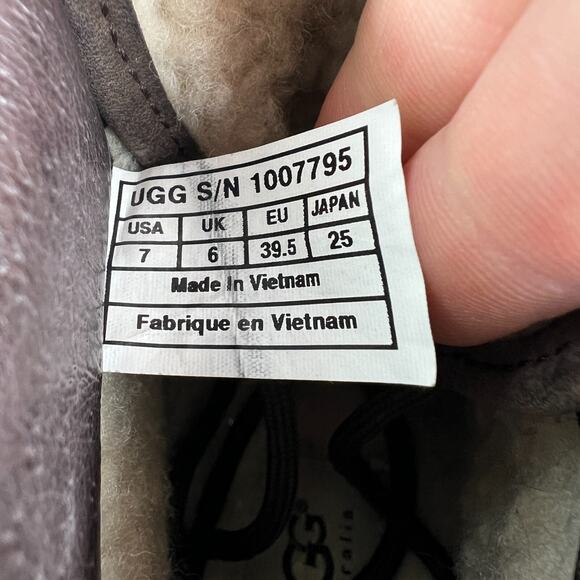 UGG S/N 1007795
USA UK EU JAPAN
7 6 39.5 25
Made In Vietnam
Fabrique en Vietnam